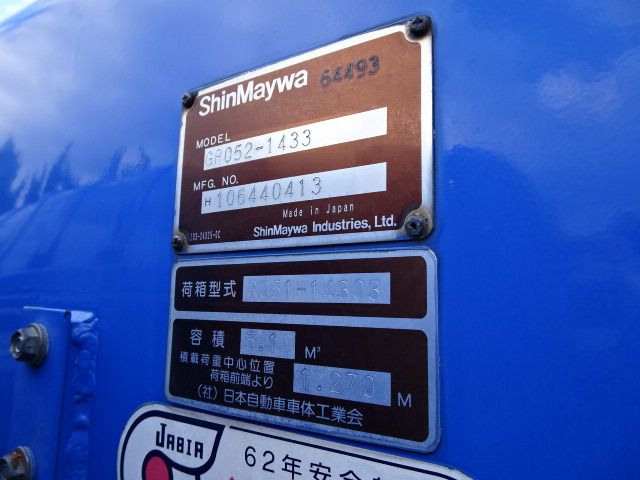 ShinMaywa 64493
MODEL
GR052-1433
MFG. NO.
H 106440413
Made in Japan
ShinMaywa Industries, Ltd.
荷箱型式
容積 M³
積載荷重中心位置
荷箱前端より 1.270 M
(社)日本自動車車体工業会
JABIA
62年安全